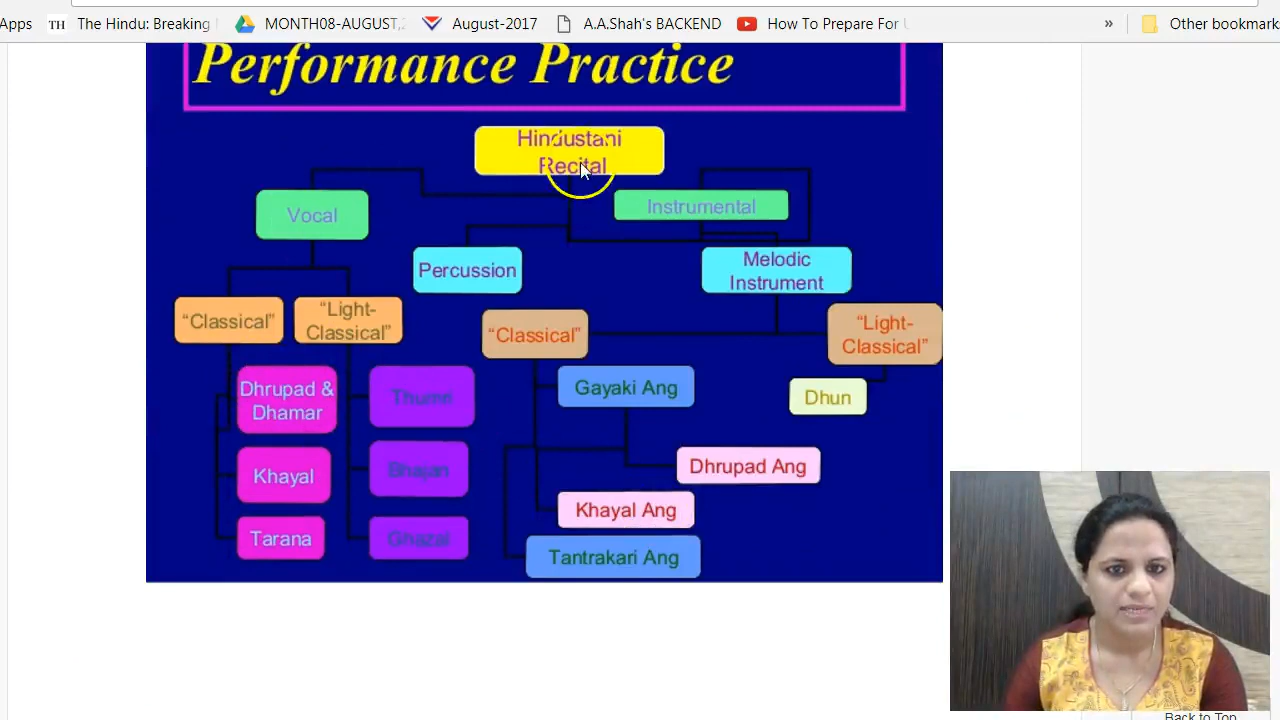 Apps
TH The Hindu: Breaking
MONTH08-AUGUST,
August-2017
A.A.Shah's BACKEND
How To Prepare For
»
Other bookmark
Performance Practice
Hindustani
Recital
Vocal
Instrumental
Percussion
Melodic
Instrument
“Classical”
“Light-
Classical”
“Classical”
“Light-
Classical”
Dhrupad &
Dhamar
Thumri
Gayaki Ang
Dhun
Khayal
Bhajan
Dhrupad Ang
Khayal Ang
Tarana
Ghazal
Tantrakari Ang
Back to Top